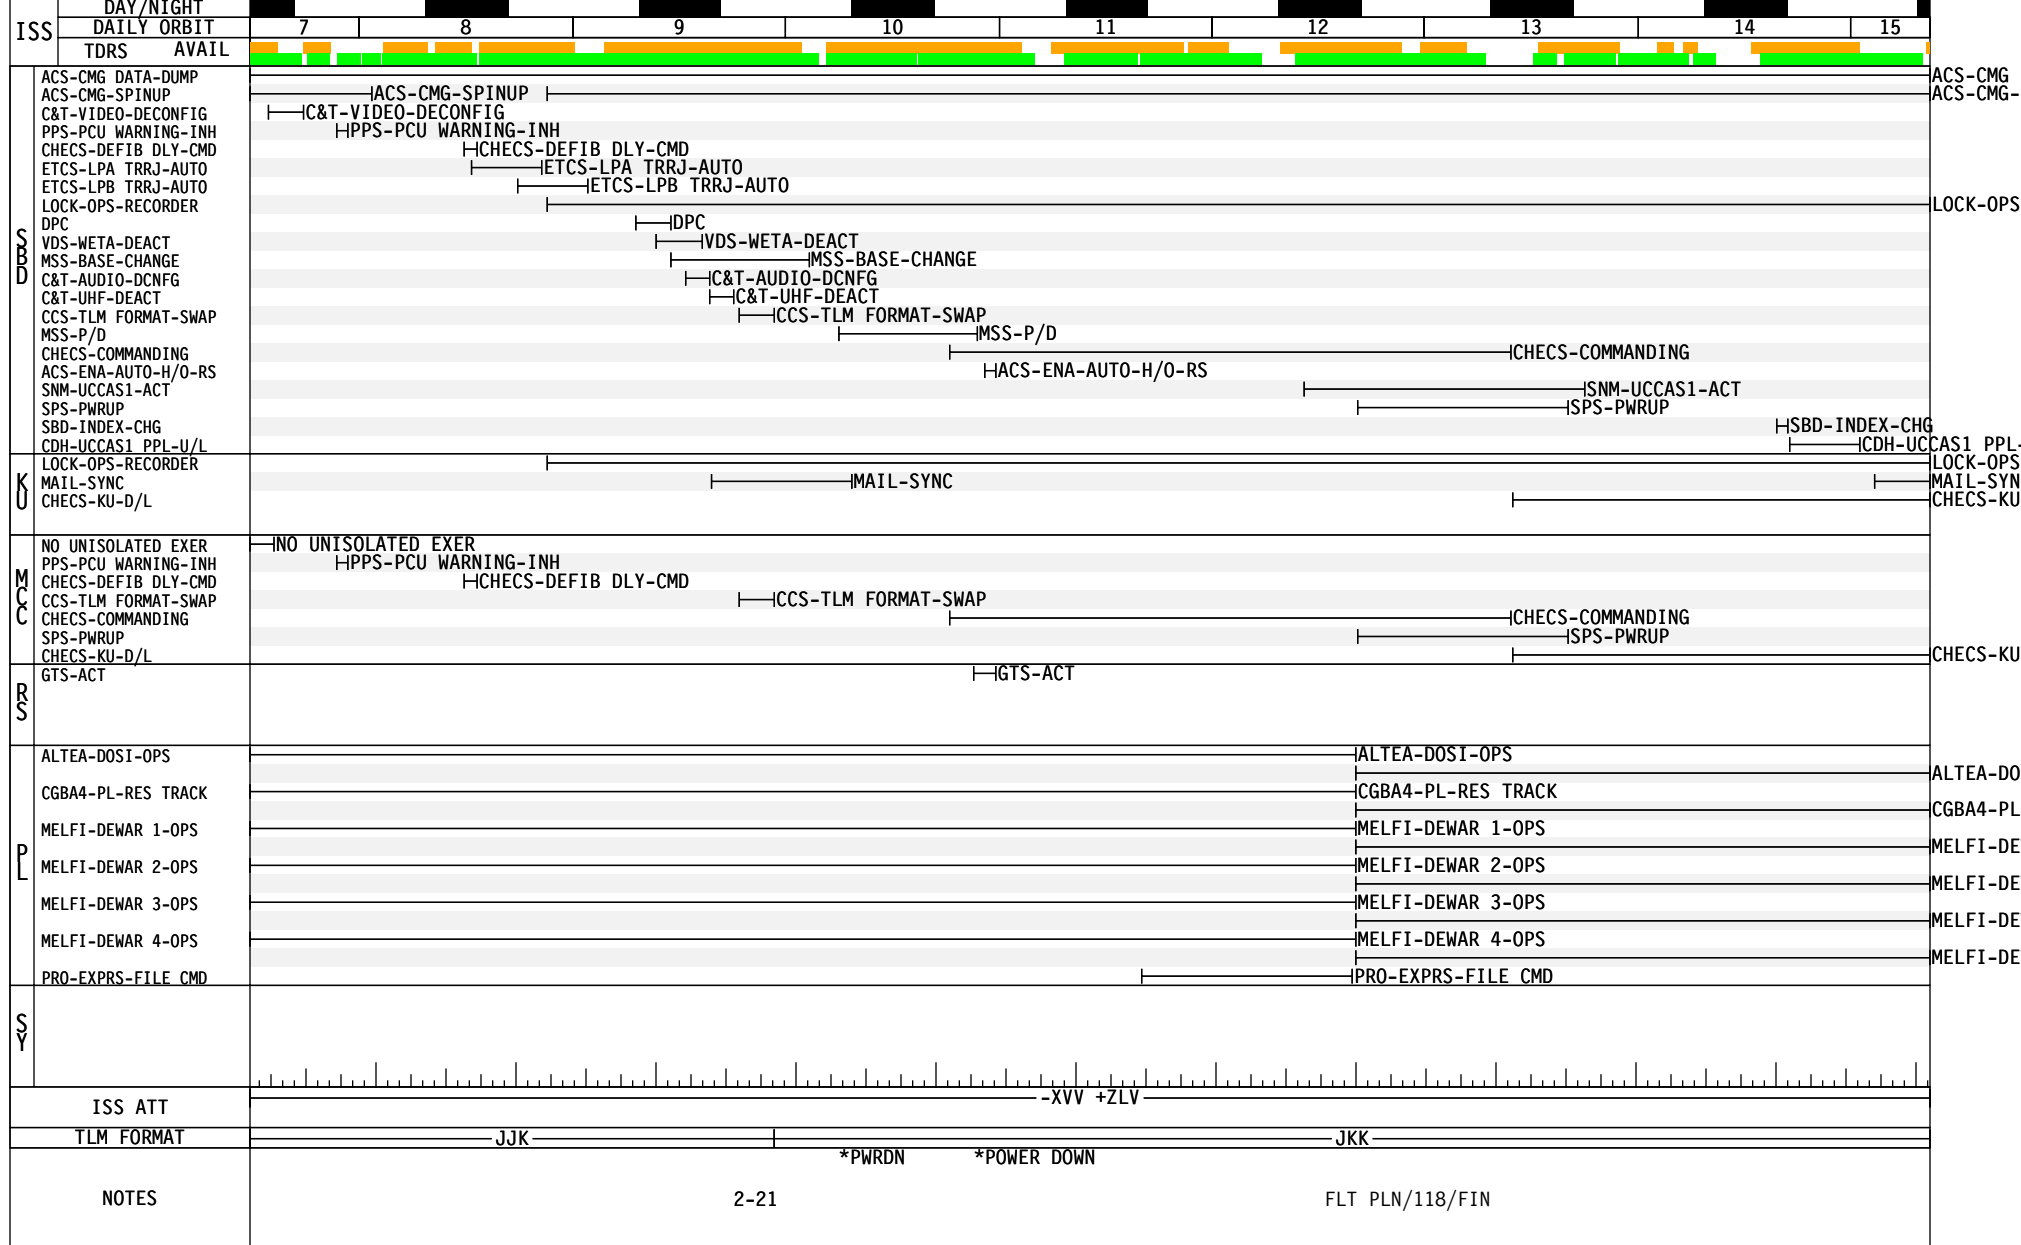 DAY/NIGHT
ISS DAILY ORBIT 7 8 9 10 11 12 13 14 15
TDRS AVAIL
SBD
ACS-CMG DATA-DUMP ACS-CMG
ACS-CMG-SPINUP ACS-CMG-SPINUP ACS-CMG-
C&T-VIDEO-DECONFIG C&T-VIDEO-DECONFIG
PPS-PCU WARNING-INH PPS-PCU WARNING-INH
CHECS-DEFIB DLY-CMD CHECS-DEFIB DLY-CMD
ETCS-LPA TRRJ-AUTO ETCS-LPA TRRJ-AUTO
ETCS-LPB TRRJ-AUTO ETCS-LPB TRRJ-AUTO
LOCK-OPS-RECORDER LOCK-OPS
DPC DPC
VDS-WETA-DEACT VDS-WETA-DEACT
MSS-BASE-CHANGE MSS-BASE-CHANGE
C&T-AUDIO-DCNFG C&T-AUDIO-DCNFG
C&T-UHF-DEACT C&T-UHF-DEACT
CCS-TLM FORMAT-SWAP CCS-TLM FORMAT-SWAP
MSS-P/D MSS-P/D
CHECS-COMMANDING CHECS-COMMANDING
ACS-ENA-AUTO-H/O-RS ACS-ENA-AUTO-H/O-RS
SNM-UCCAS1-ACT SNM-UCCAS1-ACT
SPS-PWRUP SPS-PWRUP
SBD-INDEX-CHG SBD-INDEX-CHG
CDH-UCCAS1 PPL-U/L CDH-UCCAS1 PPL-
KU
LOCK-OPS-RECORDER LOCK-OPS
MAIL-SYNC MAIL-SYNC MAIL-SYN
CHECS-KU-D/L CHECS-KU
MCC
NO UNISOLATED EXER NO UNISOLATED EXER
PPS-PCU WARNING-INH PPS-PCU WARNING-INH
CHECS-DEFIB DLY-CMD CHECS-DEFIB DLY-CMD
CCS-TLM FORMAT-SWAP CCS-TLM FORMAT-SWAP
CHECS-COMMANDING CHECS-COMMANDING
SPS-PWRUP SPS-PWRUP
CHECS-KU-D/L CHECS-KU
RS
GTS-ACT GTS-ACT
PL
ALTEA-DOSI-OPS ALTEA-DOSI-OPS
ALTEA-DO
CGBA4-PL-RES TRACK CGBA4-PL-RES TRACK
CGBA4-PL
MELFI-DEWAR 1-OPS MELFI-DEWAR 1-OPS
MELFI-DE
MELFI-DEWAR 2-OPS MELFI-DEWAR 2-OPS
MELFI-DE
MELFI-DEWAR 3-OPS MELFI-DEWAR 3-OPS
MELFI-DE
MELFI-DEWAR 4-OPS MELFI-DEWAR 4-OPS
MELFI-DE
PRO-EXPRS-FILE CMD PRO-EXPRS-FILE CMD
SY
ISS ATT -XVV +ZLV
TLM FORMAT JJK JKK
*PWRDN *POWER DOWN
NOTES 2-21 FLT PLN/118/FIN